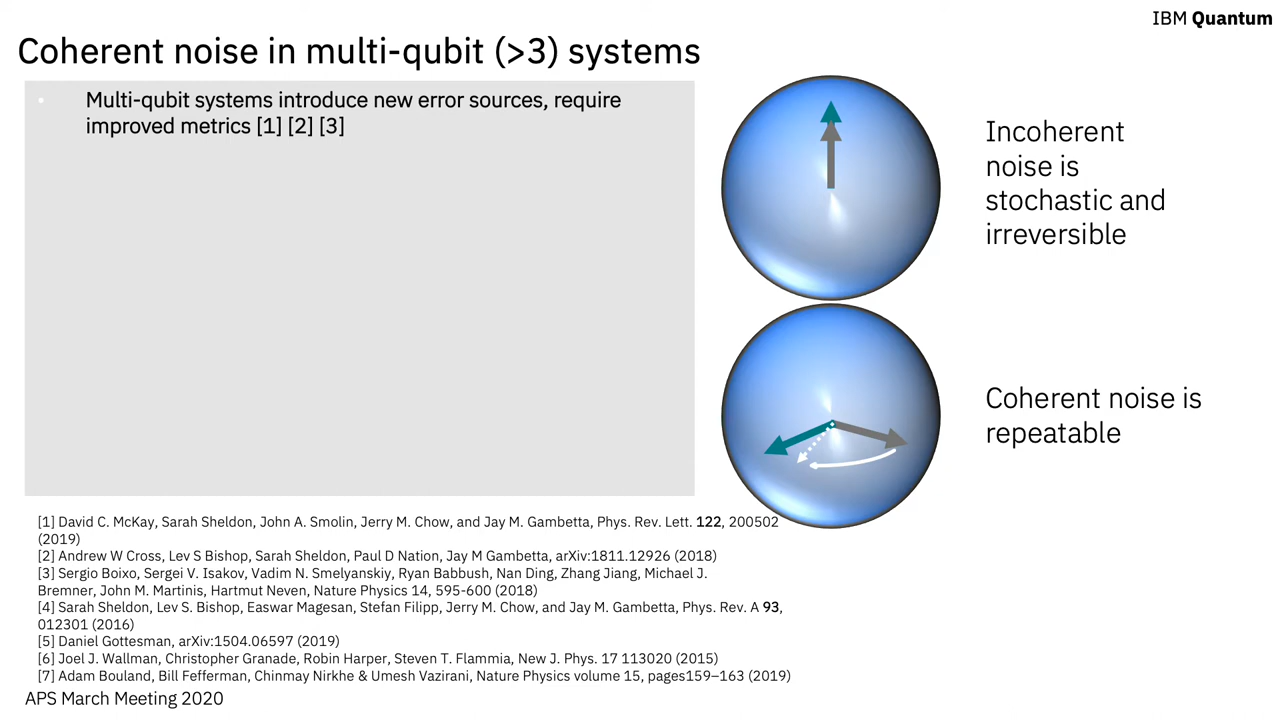 IBM Quantum
Coherent noise in multi-qubit (>3) systems
• Multi-qubit systems introduce new error sources, require
improved metrics [1] [2] [3]
Incoherent
noise is
stochastic and
irreversible
Coherent noise is
repeatable
[1] David C. McKay, Sarah Sheldon, John A. Smolin, Jerry M. Chow, and Jay M. Gambetta, Phys. Rev. Lett. 122, 200502
(2019)
[2] Andrew W Cross, Lev S Bishop, Sarah Sheldon, Paul D Nation, Jay M Gambetta, arXiv:1811.12926 (2018)
[3] Sergio Boixo, Sergei V. Isakov, Vadim N. Smelyanskiy, Ryan Babbush, Nan Ding, Zhang Jiang, Michael J.
Bremner, John M. Martinis, Hartmut Neven, Nature Physics 14, 595-600 (2018)
[4] Sarah Sheldon, Lev S. Bishop, Easwar Magesan, Stefan Filipp, Jerry M. Chow, and Jay M. Gambetta, Phys. Rev. A 93,
012301 (2016)
[5] Daniel Gottesman, arXiv:1504.06597 (2019)
[6] Joel J. Wallman, Christopher Granade, Robin Harper, Steven T. Flammia, New J. Phys. 17 113020 (2015)
[7] Adam Bouland, Bill Fefferman, Chinmay Nirkhe & Umesh Vazirani, Nature Physics volume 15, pages159–163 (2019)
APS March Meeting 2020